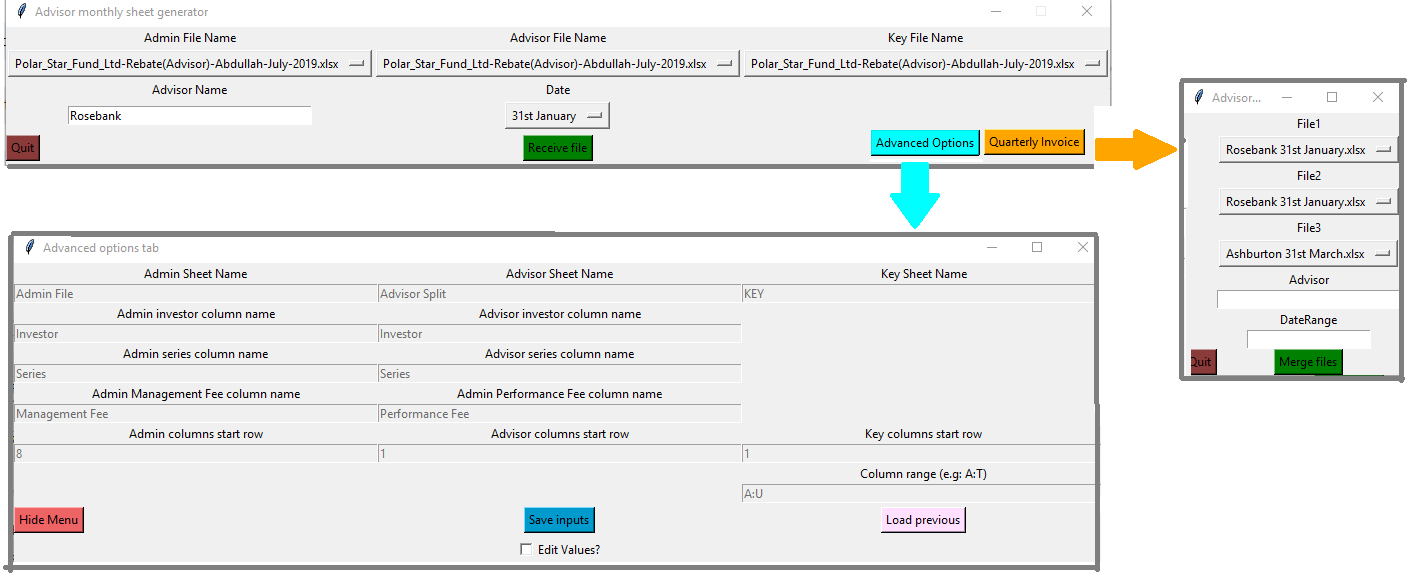 Advisor monthly sheet generator
Admin File Name Advisor File Name Key File Name
Polar_Star_Fund_Ltd-Rebate(Advisor)-Abdullah-July-2019.xlsx Polar_Star_Fund_Ltd-Rebate(Advisor)-Abdullah-July-2019.xlsx Polar_Star_Fund_Ltd-Rebate(Advisor)-Abdullah-July-2019.xlsx
Advisor Name Date
Rosebank 31st January
Quit Receive file Advanced Options Quarterly Invoice
Advisor...
File1
Rosebank 31st January.xlsx
File2
Rosebank 31st January.xlsx
File3
Ashburton 31st March.xlsx
Advisor
DateRange
Quit Merge files
Advanced options tab
Admin Sheet Name Advisor Sheet Name Key Sheet Name
Admin File Advisor Split KEY
Admin investor column name Advisor investor column name
Investor Investor
Admin series column name Advisor series column name
Series Series
Admin Management Fee column name Admin Performance Fee column name
Management Fee Performance Fee
Admin columns start row Advisor columns start row Key columns start row
8 1 1
Column range (e.g: A:T)
A:U
Hide Menu Save inputs Load previous
Edit Values?